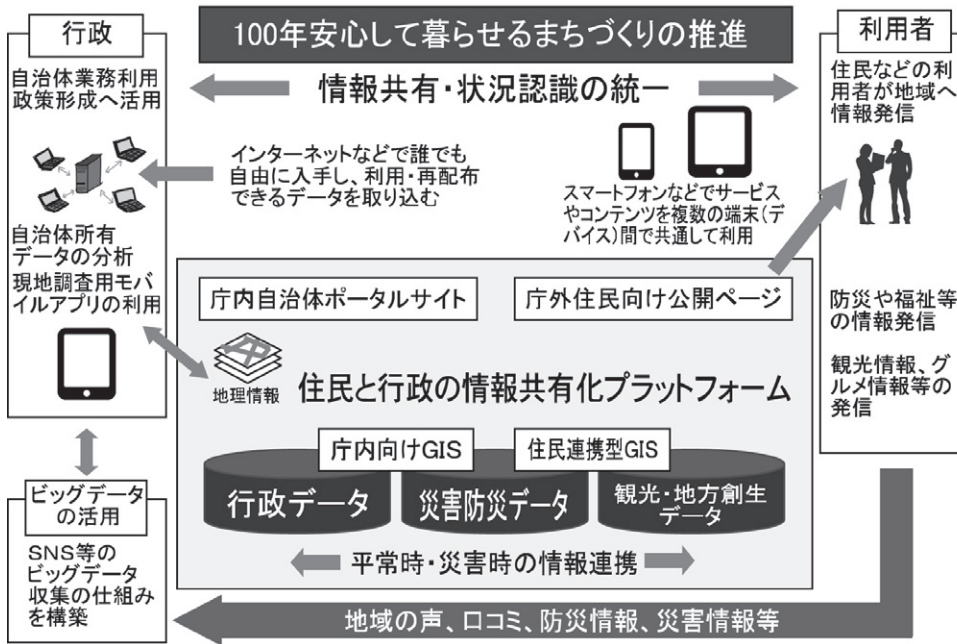 100年安心して暮らせるまちづくりの推進
情報共有・状況認識の統一
行政
自治体業務利用
政策形成へ活用
自治体所有
データの分析
現地調査用モバ
イルアプリの利用
インターネットなどで誰でも
自由に入手し、利用・再配布
できるデータを取り込む
スマートフォンなどでサービス
やコンテンツを複数の端末（デ
バイス）間で共通して利用
利用者
住民などの利
用者が地域へ
情報発信
防災や福祉等
の情報発信
観光情報、グ
ルメ情報等の
発信
庁内自治体ポータルサイト
庁外住民向け公開ページ
地理情報
住民と行政の情報共有化プラットフォーム
庁内向けGIS
住民連携型GIS
行政データ
災害防災データ
観光・地方創生
データ
平常時・災害時の情報連携
ビッグデータ
の活用
SNS等の
ビッグデータ
収集の仕組み
を構築
地域の声、口コミ、防災情報、災害情報等